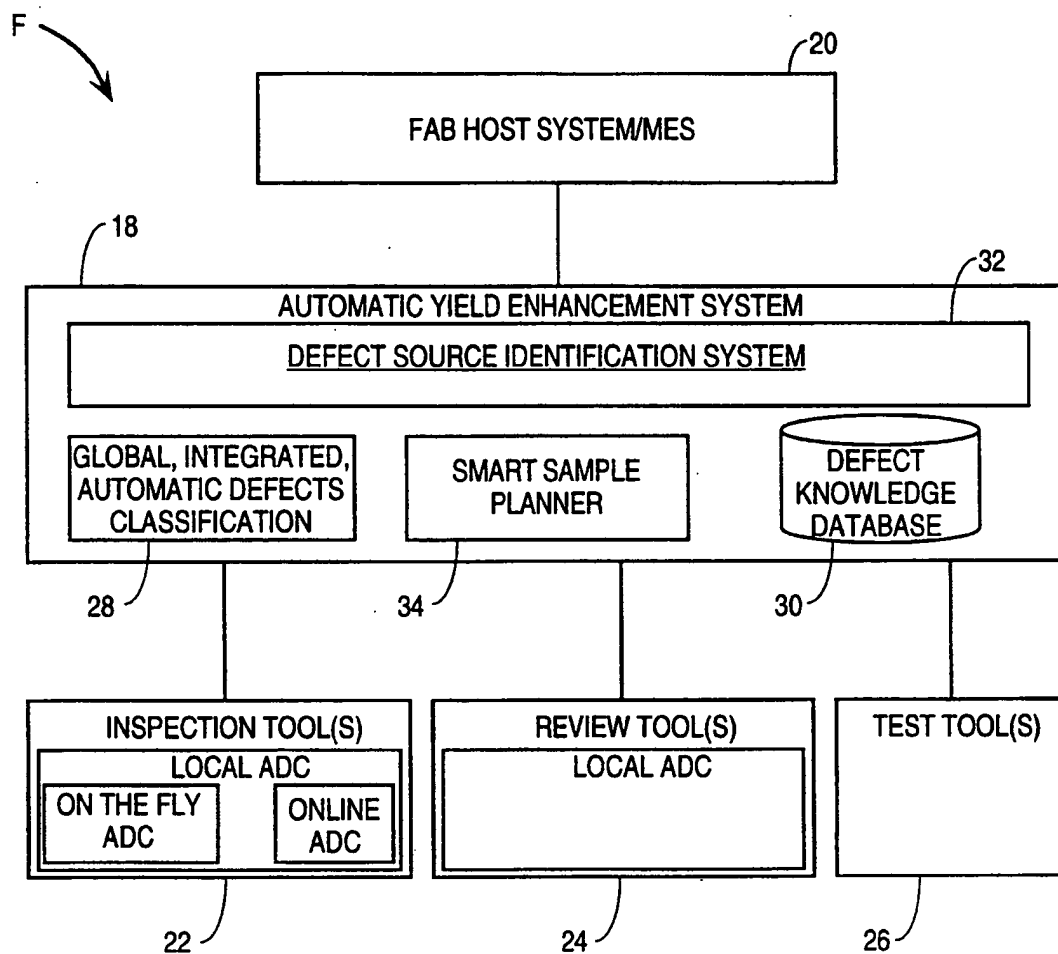 F
20
FAB HOST SYSTEM/MES
18
32
AUTOMATIC YIELD ENHANCEMENT SYSTEM
DEFECT SOURCE IDENTIFICATION SYSTEM
GLOBAL, INTEGRATED,
AUTOMATIC DEFECTS
CLASSIFICATION
SMART SAMPLE
PLANNER
DEFECT
KNOWLEDGE
DATABASE
28
34
30
INSPECTION TOOL(S)
LOCAL ADC
ON THE FLY
ADC
ONLINE
ADC
REVIEW TOOL(S)
LOCAL ADC
TEST TOOL(S)
22
24
26